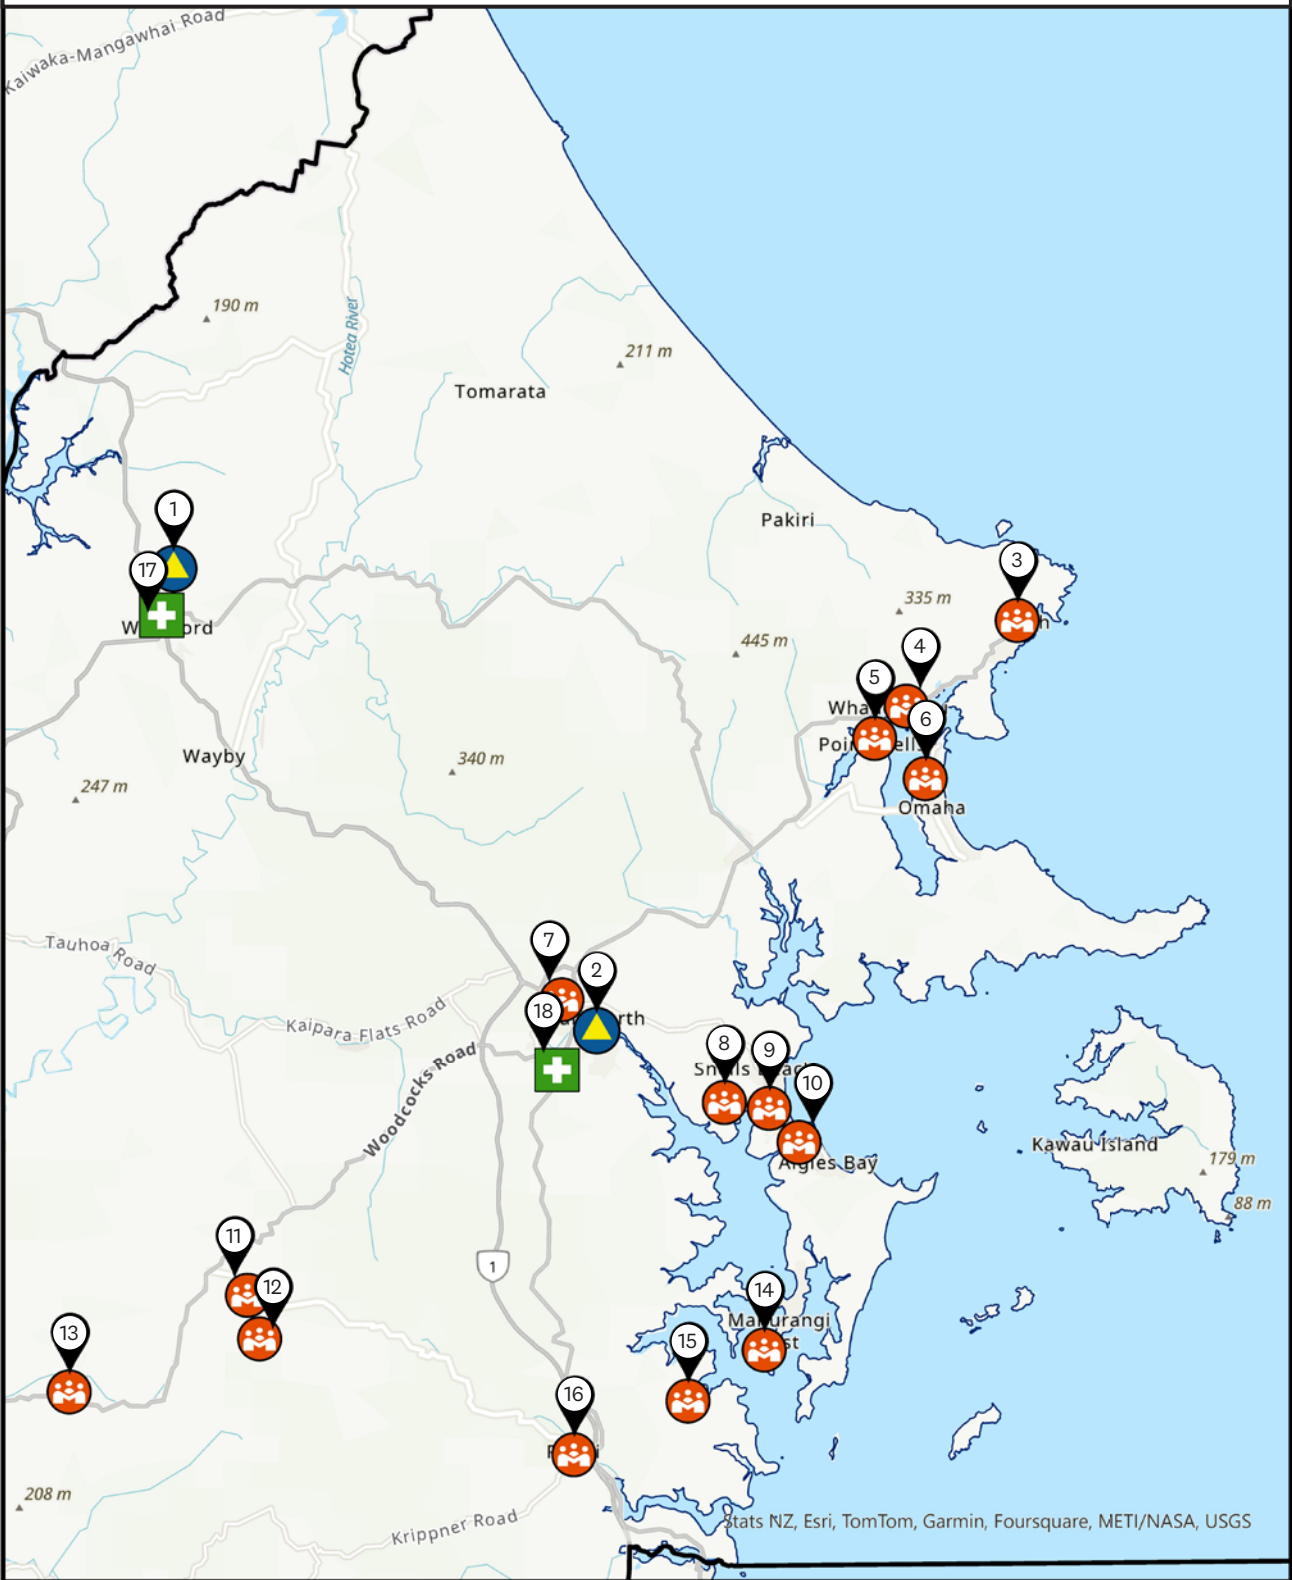 Kaiwaka-Mangawhai Road
190 m
Hotea River
211 m
Tomarata
Pakiri
1
17
3
335 m
445 m
4
5
6
Wayby
340 m
247 m
Omaha
Tauhoa Road
7
2
18
Kaipara Flats Road
Woodcocks Road
8
9
10
Kawau Island
Algies Bay
179 m
88 m
11
1
12
14
13
15
16
208 m
Krippner Road
Stats NZ, Esri, TomTom, Garmin, Foursquare, METI/NASA, USGS